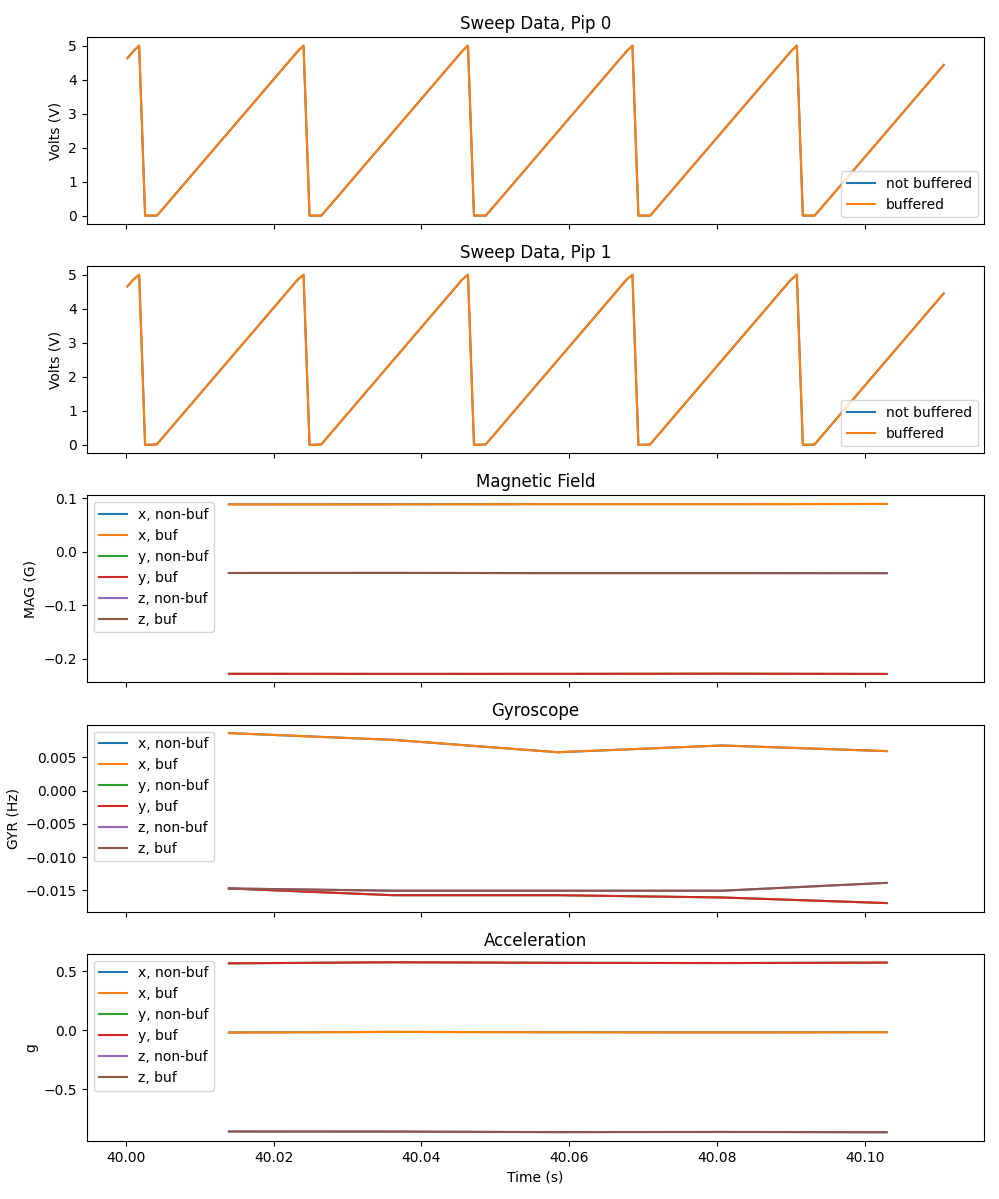 Sweep Data, Pip 0
Volts (V)
5
4
3
2
1
0
not buffered
buffered
Sweep Data, Pip 1
Volts (V)
5
4
3
2
1
0
not buffered
buffered
Magnetic Field
MAG (G)
0.1
0.0
−0.1
−0.2
x, non-buf
x, buf
y, non-buf
y, buf
z, non-buf
z, buf
Gyroscope
GYR (Hz)
0.005
0.000
−0.005
−0.010
−0.015
x, non-buf
x, buf
y, non-buf
y, buf
z, non-buf
z, buf
Acceleration
g
0.5
0.0
−0.5
x, non-buf
x, buf
y, non-buf
y, buf
z, non-buf
z, buf
40.00 40.02 40.04 40.06 40.08 40.10
Time (s)